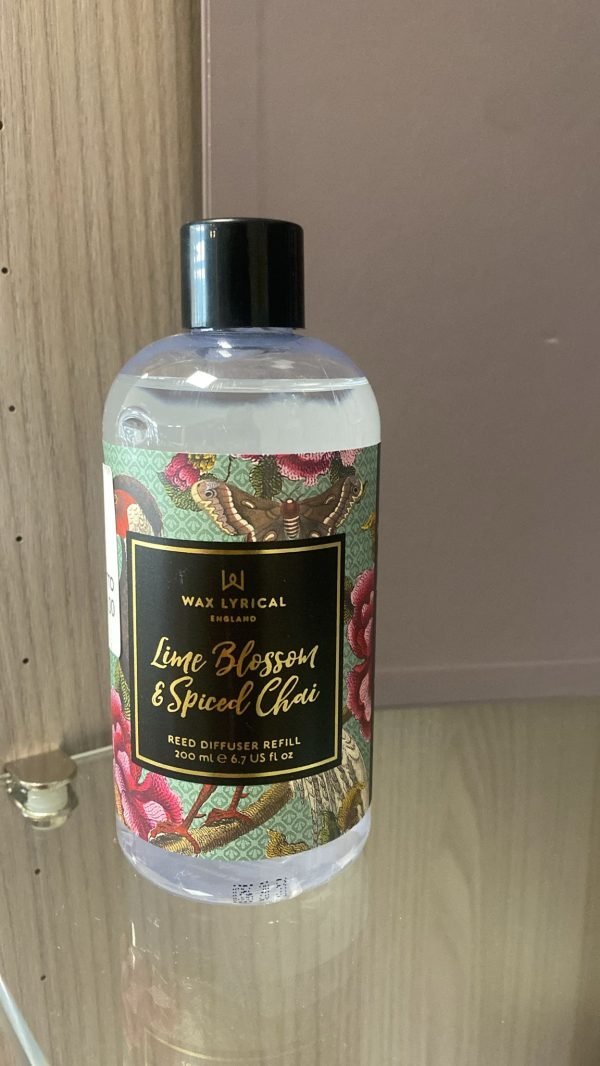 WAX LYRICAL
ENGLAND
Lime Blossom
& Spiced Chai
REED DIFFUSER REFILL
200 ml ℮ 6.7 US fl oz